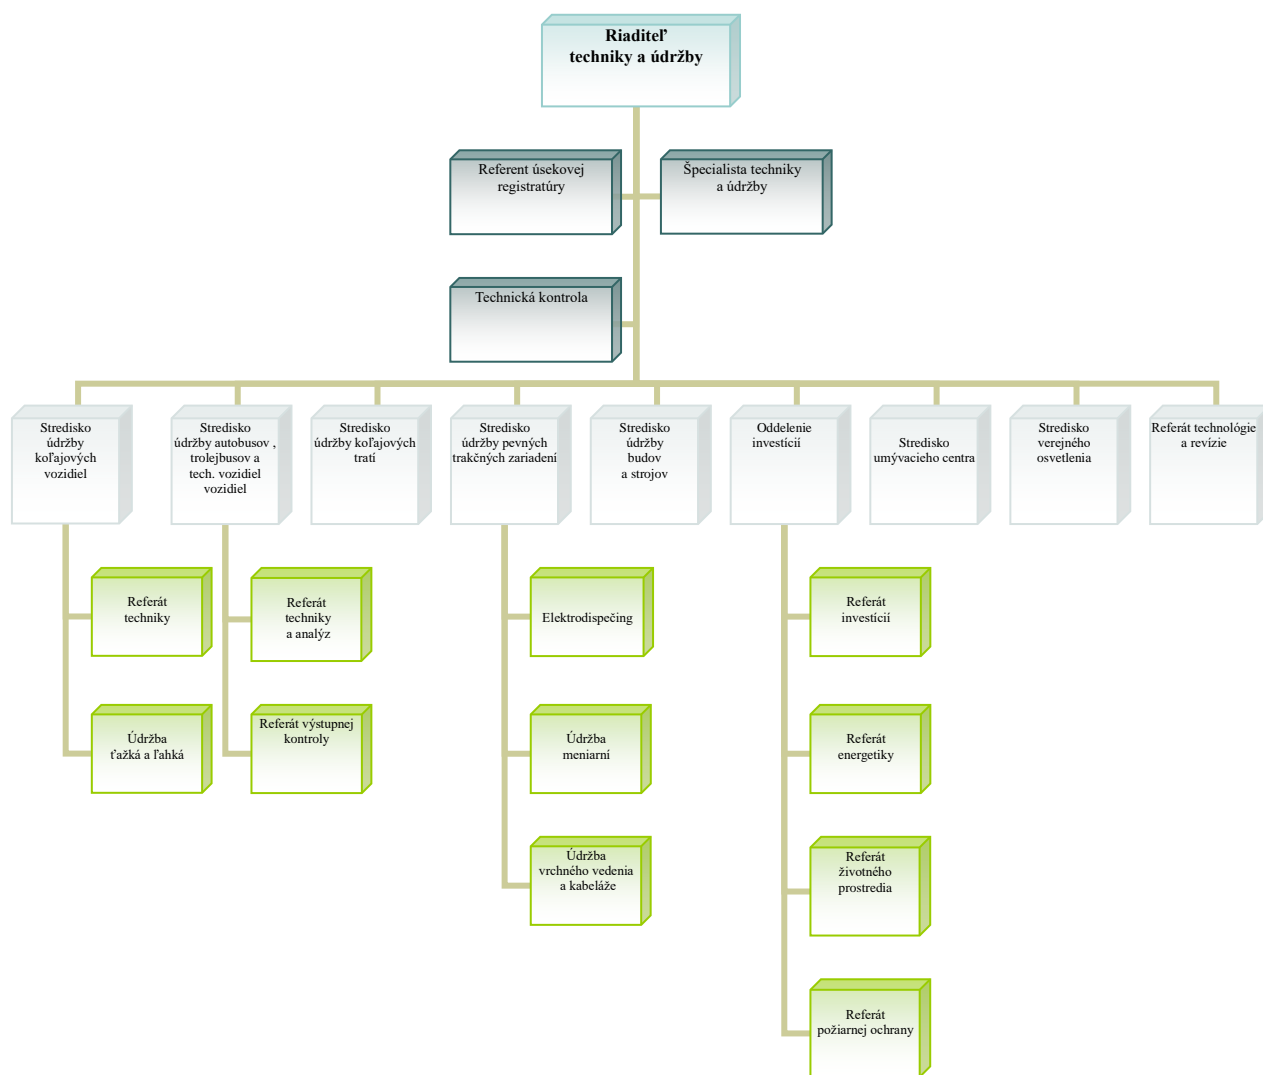 Riaditeľ
techniky a údržby
Referent úsekovej
registratúry
Špecialista techniky
a údržby
Technická kontrola
Stredisko
údržby
koľajových
vozidiel
Stredisko
údržby autobusov ,
trolejbusov a
tech. vozidiel
vozidiel
Stredisko
údržby koľajových
tratí
Stredisko
údržby pevných
trakčných zariadení
Stredisko
údržby
budov
a strojov
Oddelenie
investícií
Stredisko
umývacieho centra
Stredisko
verejného
osvetlenia
Referát technológie
a revízie
Referát
techniky
Referát
techniky
a analýz
Elektrodispečing
Referát
investícií
Údržba
ťažká a ľahká
Referát výstupnej
kontroly
Údržba
meniarní
Referát
energetiky
Údržba
vrchného vedenia
a kabeláže
Referát
životného
prostredia
Referát
požiarnej ochrany